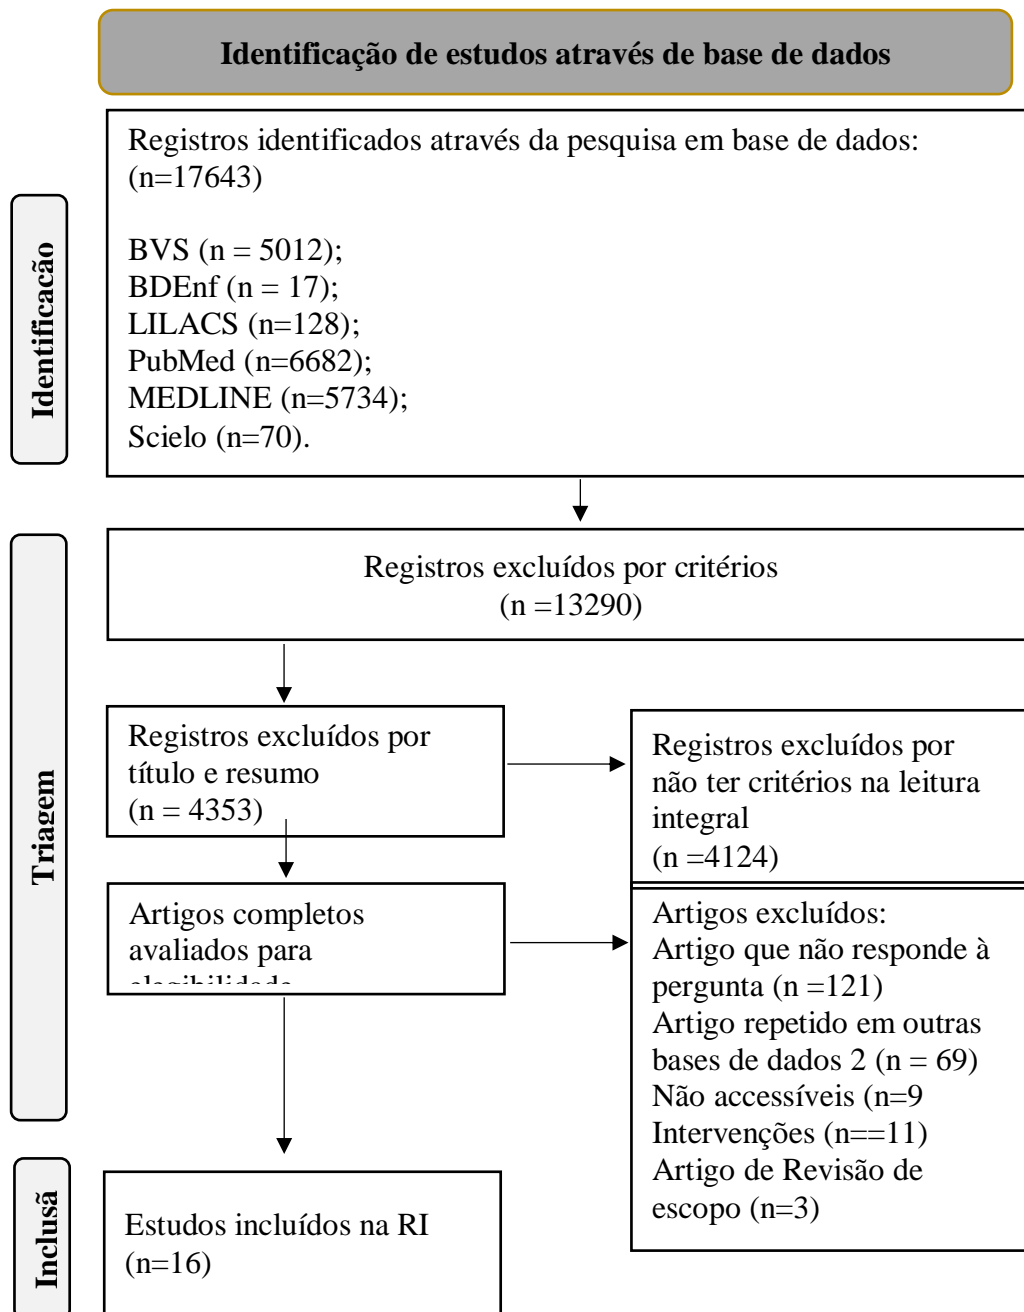 Identificação de estudos através de base de dados
Registros identificados através da pesquisa em base de dados:
(n=17643)
BVS (n = 5012);
BDEnf (n = 17);
LILACS (n=128);
PubMed (n=6682);
MEDLINE (n=5734);
Scielo (n=70).
Identificação
Registros excluídos por critérios
(n =13290)
Triagem
Registros excluídos por
título e resumo
(n = 4353)
Registros excluídos por
não ter critérios na leitura
integral
(n =4124)
Artigos completos
avaliados para
elegibilidade
Artigos excluídos:
Artigo que não responde à
pergunta (n =121)
Artigo repetido em outras
bases de dados 2 (n = 69)
Não accessíveis (n=9
Intervenções (n==11)
Artigo de Revisão de
escopo (n=3)
Inclusã
Estudos incluídos na RI
(n=16)